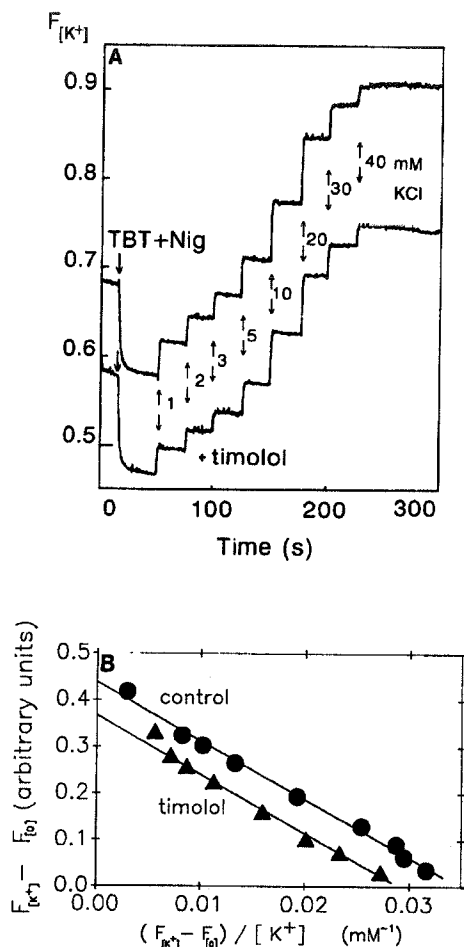 F[K+]
A
0.9
0.8
0.7
0.6
0.5
TBT+Nig
1
2
3
5
10
20
30
40 mM
KCl
+ timolol
0 100 200 300
Time (s)
B
0.5
0.4
0.3
0.2
0.1
0.0
control
timolol
F[K+] − F[0] (arbitrary units)
0.00 0.01 0.02 0.03
(F[K+] − F[0]) / [K+] (mM−1)